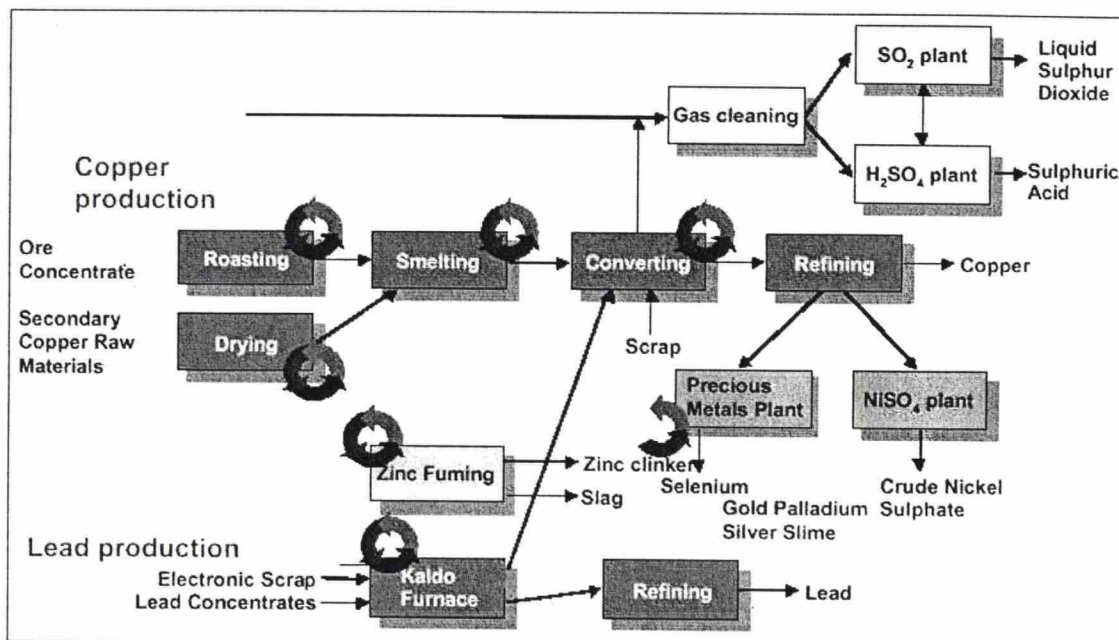 SO₂ plant
Liquid
Sulphur
Dioxide
Gas cleaning
H₂SO₄ plant
Sulphuric
Acid
Copper
production
Ore
Concentrate
Roasting
Smelting
Converting
Refining
Copper
Secondary
Copper Raw
Materials
Drying
Scrap
Precious
Metals Plant
NiSO₄ plant
Zinc Fuming
Zinc clinker
Slag
Selenium
Gold Palladium
Silver Slime
Crude Nickel
Sulphate
Lead production
Electronic Scrap
Lead Concentrates
Kaldo
Furnace
Refining
Lead